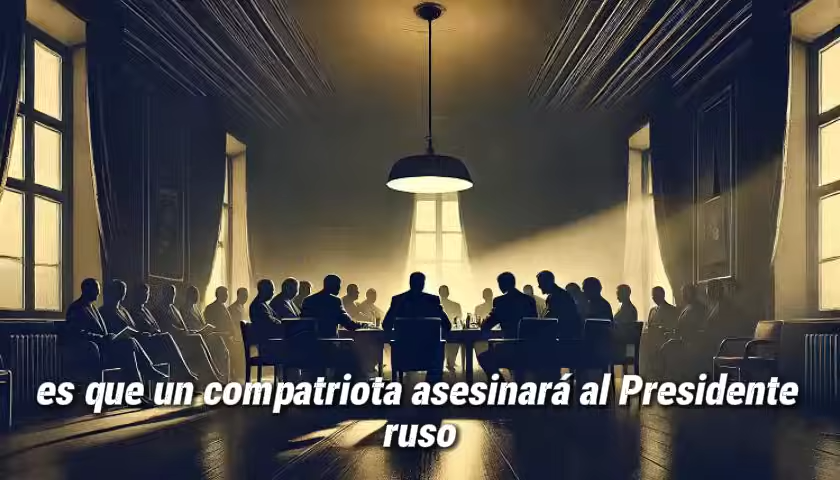 es que un compatriota asesinará al Presidente
ruso